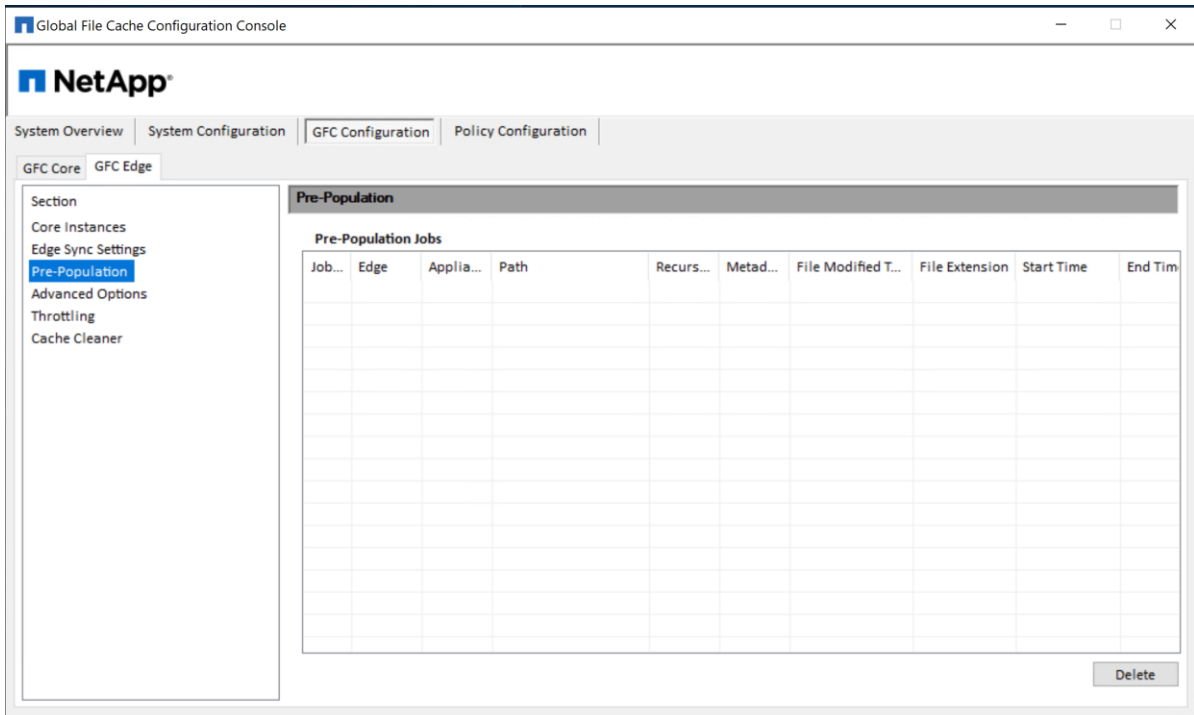 Global File Cache Configuration Console
NetApp®
System Overview System Configuration GFC Configuration Policy Configuration
GFC Core GFC Edge
Section
Core Instances
Edge Sync Settings
Pre-Population
Advanced Options
Throttling
Cache Cleaner
Pre-Population
Pre-Population Jobs
Job... Edge Applia... Path Recurs... Metad... File Modified T... File Extension Start Time End Tim
Delete